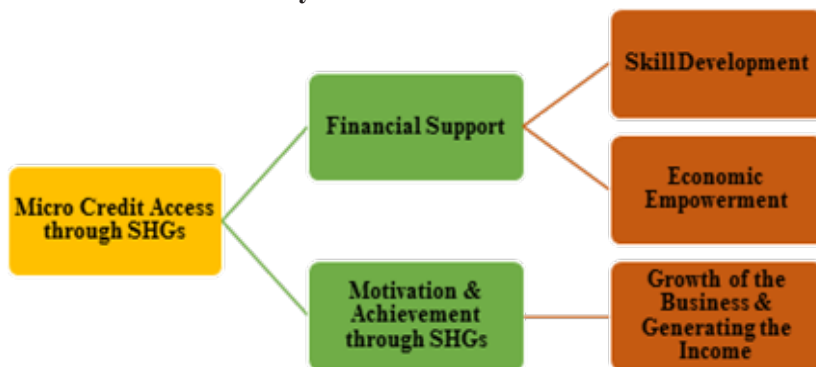 Skill Development
Financial Support
Economic
Empowerment
Micro Credit Access
through SHGs
Motivation &
Achievement
through SHGs
Growth of the
Business &
Generating the
Income